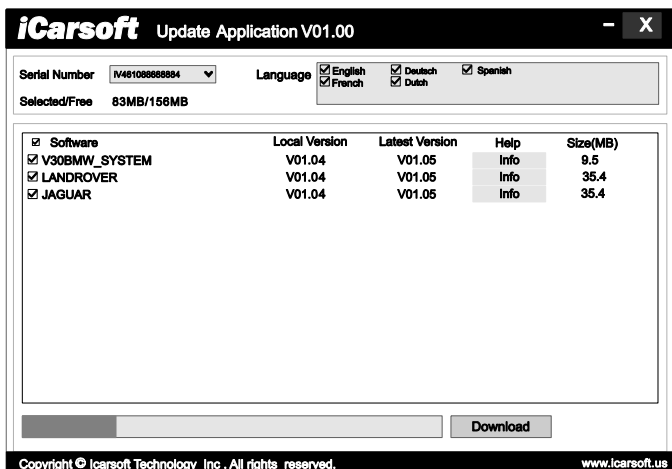 iCarsoft Update Application V01.00 – X
Serial Number IV461088688884 Language English Deutsch Spanish
French Dutch
Selected/Free 83MB/156MB
Software Local Version Latest Version Help Size(MB)
V30BMW_SYSTEM V01.04 V01.05 Info 9.5
LANDROVER V01.04 V01.05 Info 35.4
JAGUAR V01.04 V01.05 Info 35.4
Download
Copyright © Icarsoft Technology Inc . All rights reserved. www.icarsoft.us